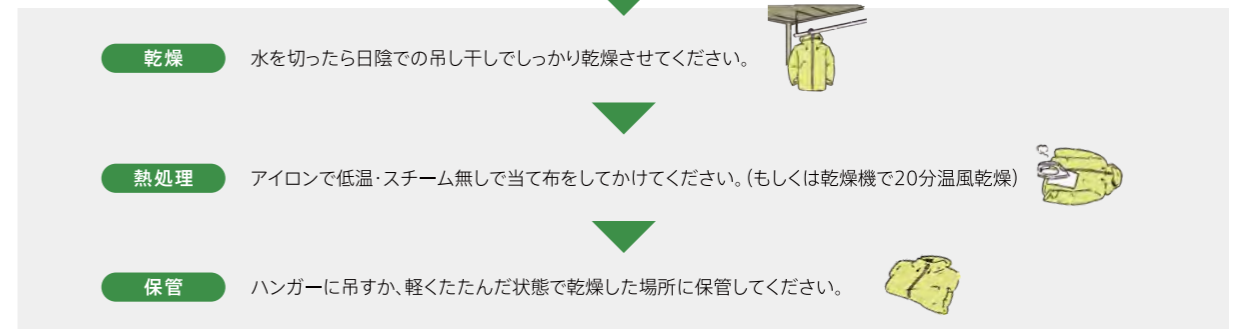 乾燥
水を切ったら日陰での吊し干しでしっかり乾燥させてください。
熱処理
アイロンで低温･スチーム無しで当て布をしてかけてください。(もしくは乾燥機で20分温風乾燥)
保管
ハンガーに吊すか、軽くたたんだ状態で乾燥した場所に保管してください。